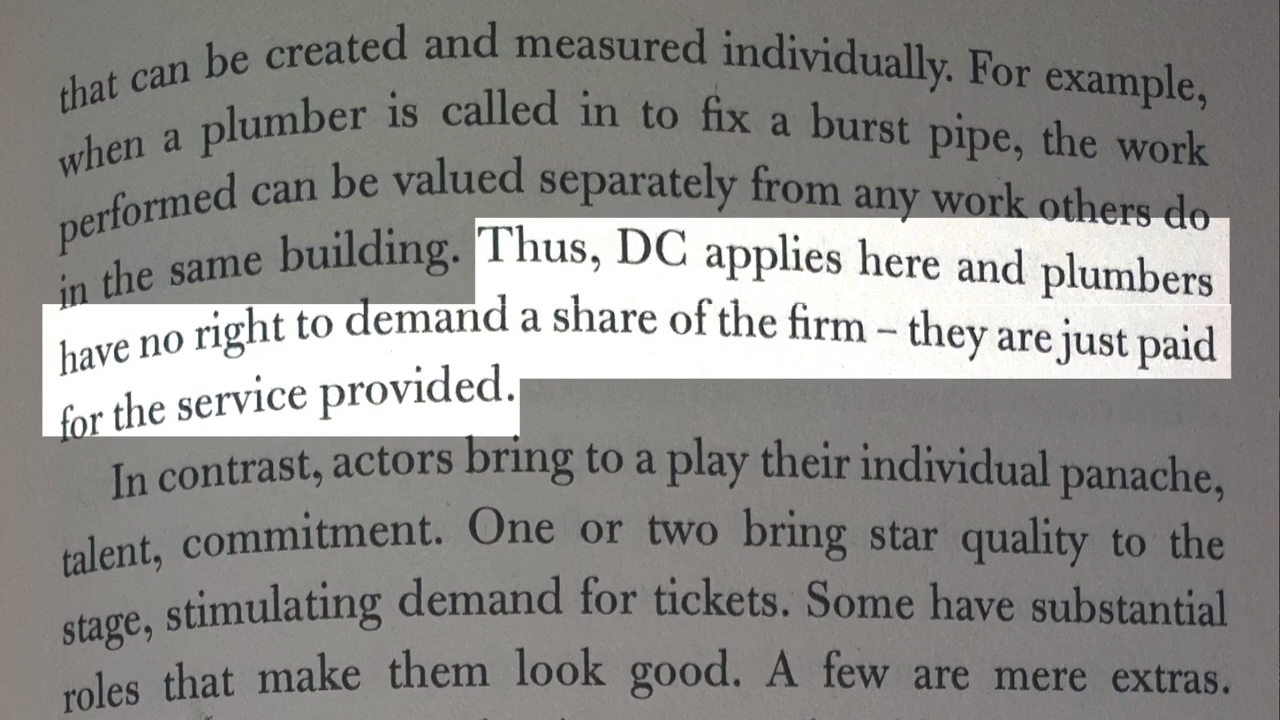 that can be created and measured individually. For example,
when a plumber is called in to fix a burst pipe, the work
performed can be valued separately from any work others do
in the same building. Thus, DC applies here and plumbers
have no right to demand a share of the firm – they are just paid
for the service provided.
In contrast, actors bring to a play their individual panache,
talent, commitment. One or two bring star quality to the
stage, stimulating demand for tickets. Some have substantial
roles that make them look good. A few are mere extras.